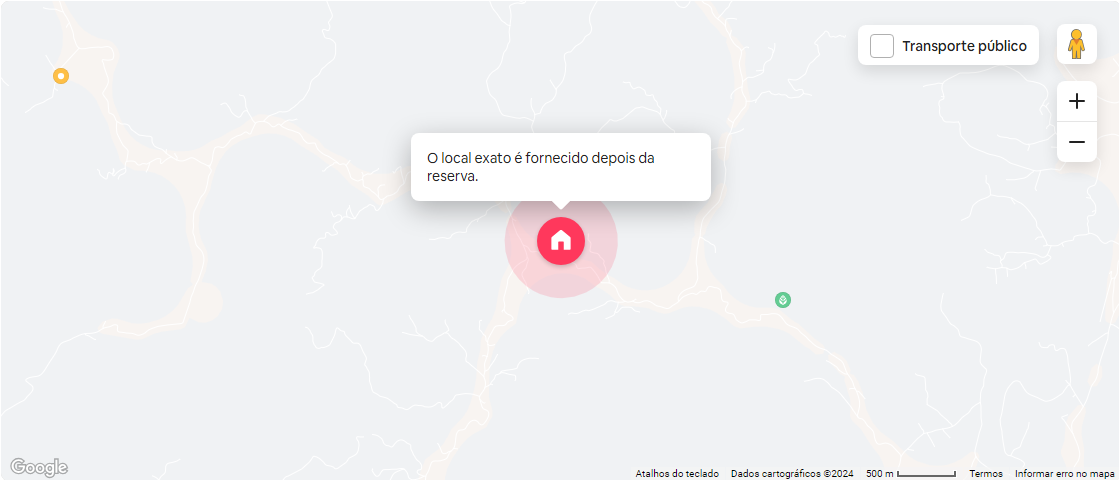 Transporte público
O local exato é fornecido depois da
reserva.
Google
Atalhos do teclado
Dados cartográficos ©2024
500 m
Termos
Informar erro no mapa